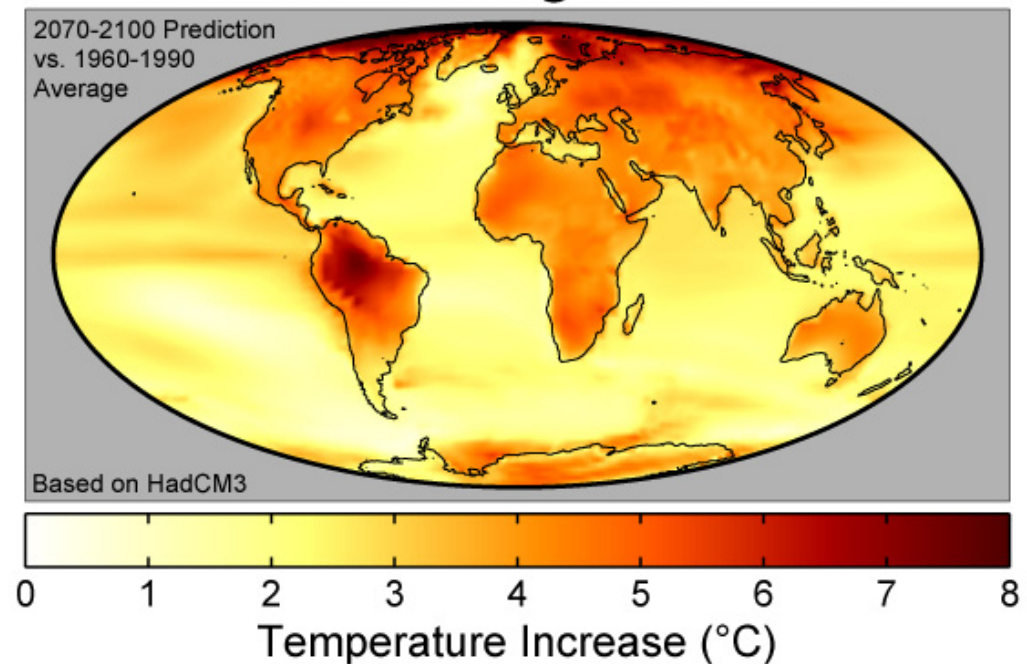 2070-2100 Prediction
vs. 1960-1990
Average
Based on HadCM3
0 1 2 3 4 5 6 7 8
Temperature Increase (°C)